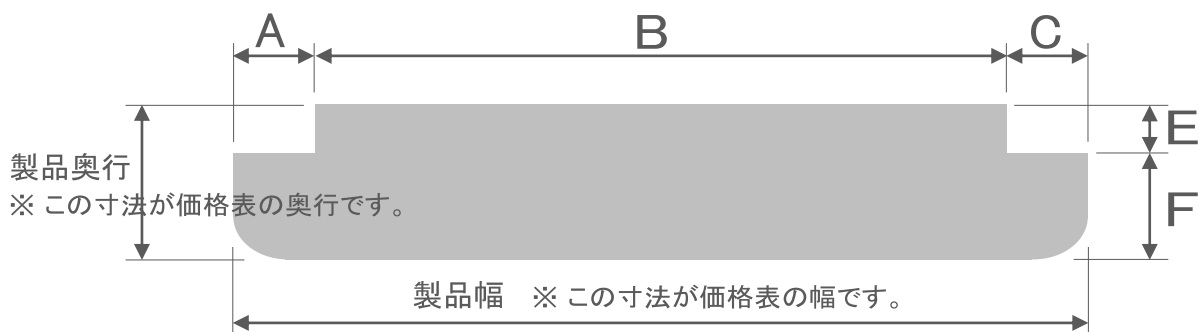 A B C
E
製品奥行
※ この寸法が価格表の奥行です。
F
製品幅 ※ この寸法が価格表の幅です。